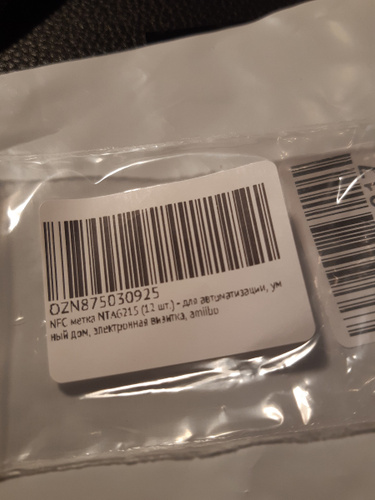 OZN875030925
NFC метка NTAG215 (12 шт.) - для автоматизации, ум
ный дом, электронная визитка, amiibo